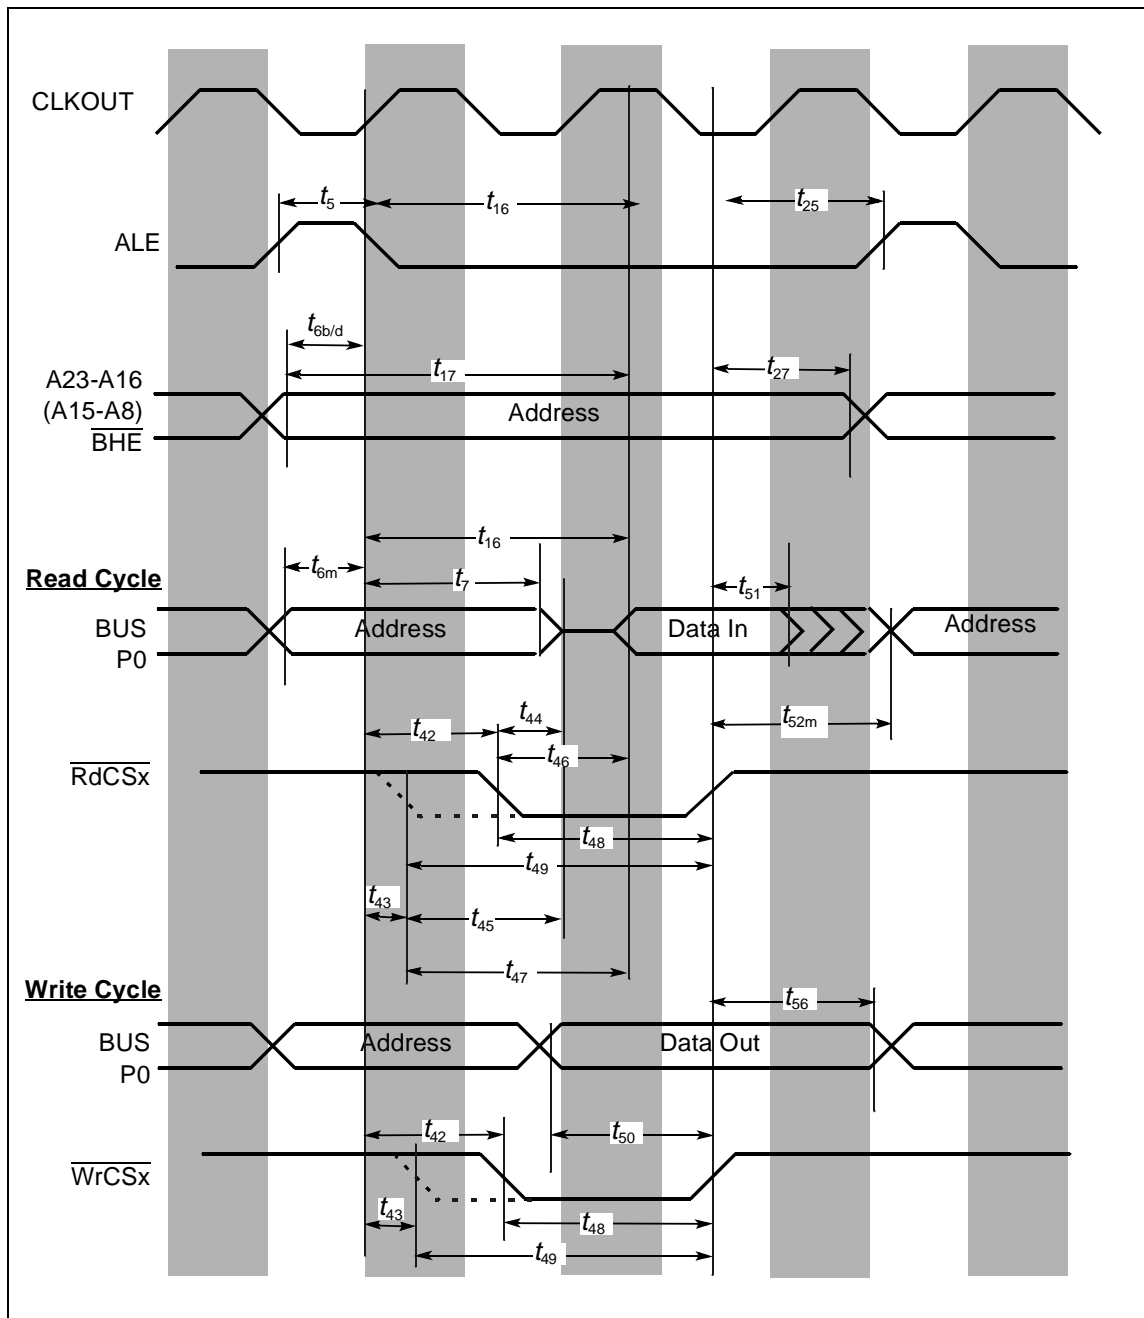 CLKOUT
t5 t16 t25
ALE
t6b/d
A23-A16 t17 t27
(A15-A8) Address
BHE
t16
t6m
Read Cycle t7 t51
BUS Address Data In Address
P0
t44
t42 t52m
t46
RdCSx
t48
t49
t43
t45
t47
Write Cycle
t56
BUS Address Data Out
P0
t42 t50
WrCSx
t43
t48
t49